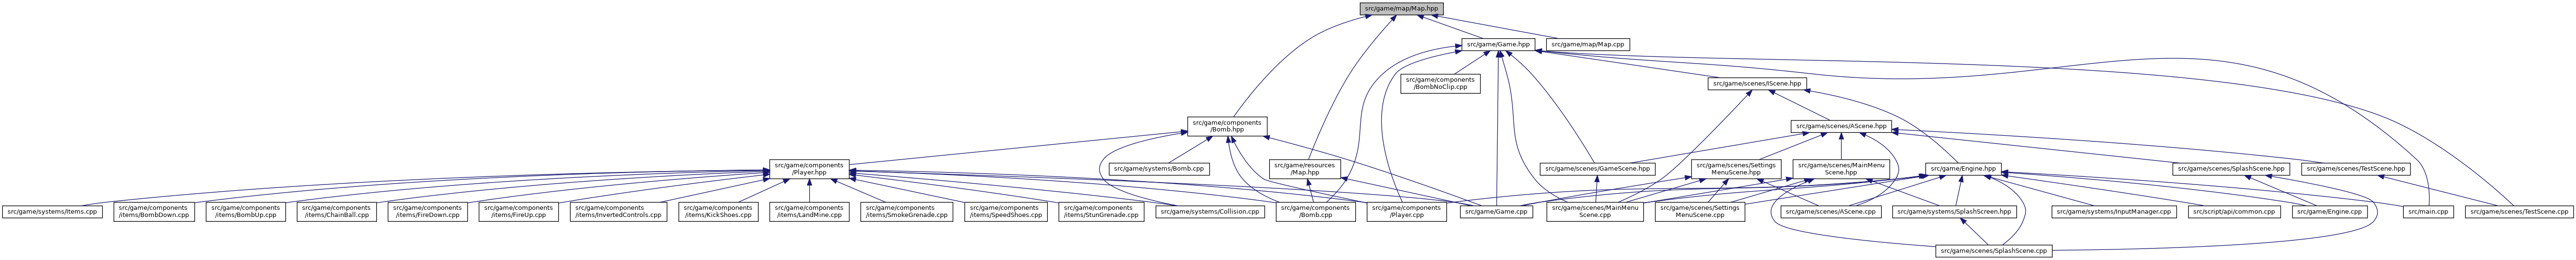 src/game/map/Map.hpp
src/game/Game.hpp
src/game/map/Map.cpp
src/game/components
/BombNoClip.cpp
src/game/scenes/IScene.hpp
src/game/components
/Bomb.hpp
src/game/scenes/AScene.hpp
src/game/components
/Player.hpp
src/game/systems/Bomb.cpp
src/game/resources
/Map.hpp
src/game/scenes/GameScene.hpp
src/game/scenes/Settings
MenuScene.hpp
src/game/scenes/MainMenu
Scene.hpp
src/game/Engine.hpp
src/game/scenes/SplashScene.hpp
src/game/scenes/TestScene.hpp
src/game/systems/Items.cpp
src/game/components
/items/BombDown.cpp
src/game/components
/items/BombUp.cpp
src/game/components
/items/ChainBall.cpp
src/game/components
/items/FireDown.cpp
src/game/components
/items/FireUp.cpp
src/game/components
/items/InvertedControls.cpp
src/game/components
/items/KickShoes.cpp
src/game/components
/items/LandMine.cpp
src/game/components
/items/SmokeGrenade.cpp
src/game/components
/items/SpeedShoes.cpp
src/game/components
/items/StunGrenade.cpp
src/game/systems/Collision.cpp
src/game/components
/Bomb.cpp
src/game/components
/Player.cpp
src/game/Game.cpp
src/game/scenes/MainMenu
Scene.cpp
src/game/scenes/Settings
MenuScene.cpp
src/game/scenes/AScene.cpp
src/game/systems/SplashScreen.hpp
src/game/systems/InputManager.cpp
src/script/api/common.cpp
src/game/Engine.cpp
src/main.cpp
src/game/scenes/TestScene.cpp
src/game/scenes/SplashScene.cpp